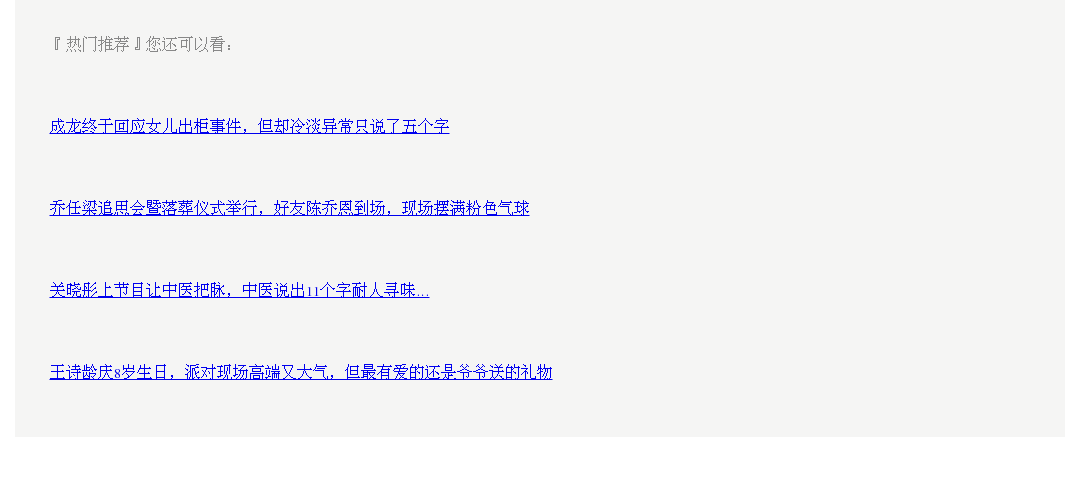 『 热门推荐 』您还可以看：
成龙终于回应女儿出柜事件，但却冷淡异常只说了五个字
乔任梁追思会暨落葬仪式举行，好友陈乔恩到场，现场摆满粉色气球
关晓彤上节目让中医把脉，中医说出11个字耐人寻味...
王诗龄庆8岁生日，派对现场高端又大气，但最有爱的还是爷爷送的礼物